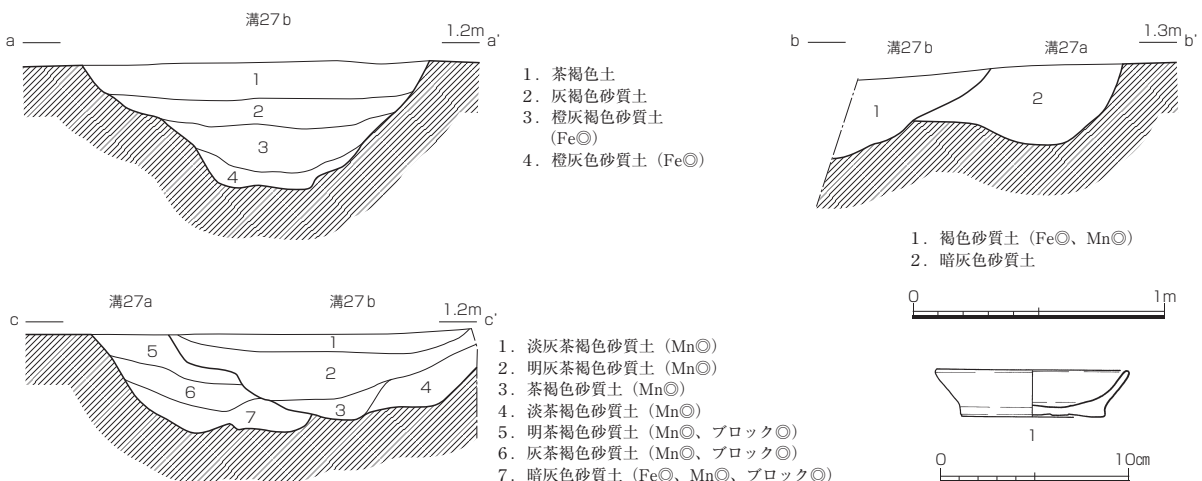 溝27b
a 1.2m a'
1
2
3
4
1. 茶褐色土
2. 灰褐色砂質土
3. 橙灰褐色砂質土
(Fe◎)
4. 橙灰色砂質土（Fe◎）
b 溝27b 溝27a 1.3m b'
1
2
1. 褐色砂質土（Fe◎、Mn◎）
2. 暗灰色砂質土
溝27a 溝27b
c 1.2m c'
1
2
3
4
5
6
7
1. 淡灰茶褐色砂質土（Mn◎）
2. 明灰茶褐色砂質土（Mn◎）
3. 茶褐色砂質土（Mn◎）
4. 淡茶褐色砂質土（Mn◎）
5. 明茶褐色砂質土（Mn◎、ブロック◎）
6. 灰茶褐色砂質土（Mn◎、ブロック◎）
7. 暗灰色砂質土（Fe◎、Mn◎、ブロック◎）
0 1m
1
0 10㎝